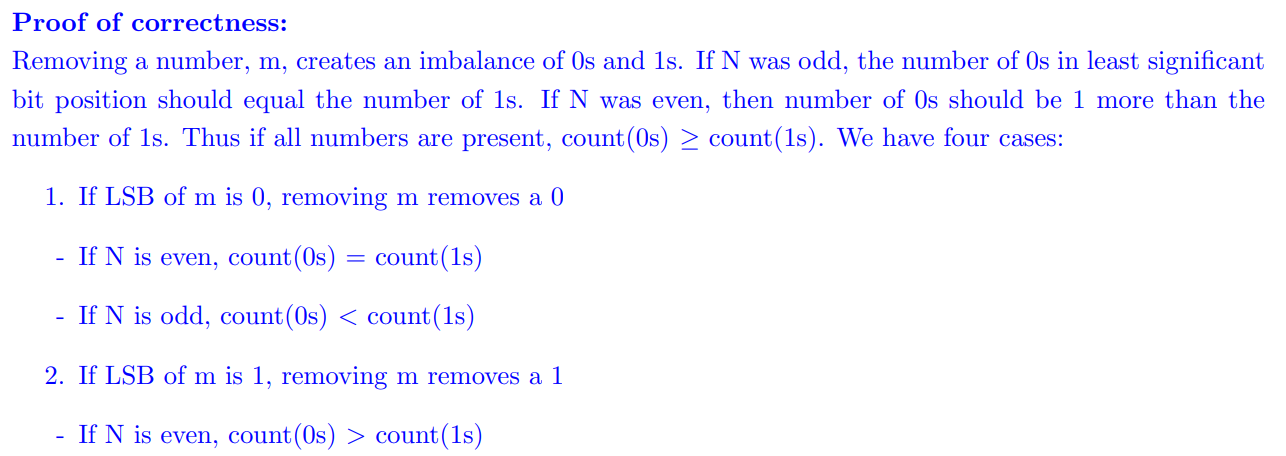 Proof of correctness:
Removing a number, m, creates an imbalance of 0s and 1s. If N was odd, the number of 0s in least significant
bit position should equal the number of 1s. If N was even, then number of 0s should be 1 more than the
number of 1s. Thus if all numbers are present, count(0s) ≥ count(1s). We have four cases:
1. If LSB of m is 0, removing m removes a 0
- If N is even, count(0s) = count(1s)
- If N is odd, count(0s) < count(1s)
2. If LSB of m is 1, removing m removes a 1
- If N is even, count(0s) > count(1s)